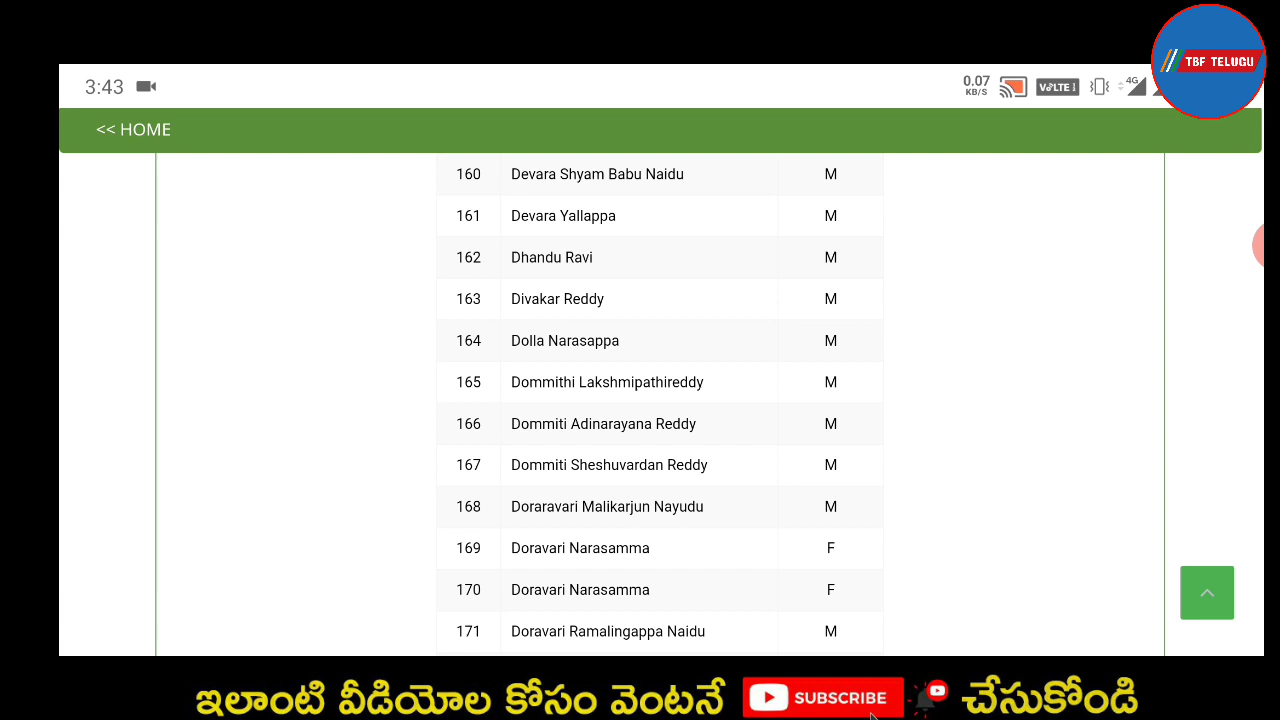 TBF TELUGU
3:43 0.07 KB/S VoLTE 4G
<< HOME
160 Devara Shyam Babu Naidu M
161 Devara Yallappa M
162 Dhandu Ravi M
163 Divakar Reddy M
164 Dolla Narasappa M
165 Dommithi Lakshmipathireddy M
166 Dommiti Adinarayana Reddy M
167 Dommiti Sheshuvardan Reddy M
168 Doraravari Malikarjun Nayudu M
169 Doravari Narasamma F
170 Doravari Narasamma F
171 Doravari Ramalingappa Naidu M
ఇలాంటి వీడియోల కోసం వెంటనే SUBSCRIBE చేసుకోండి